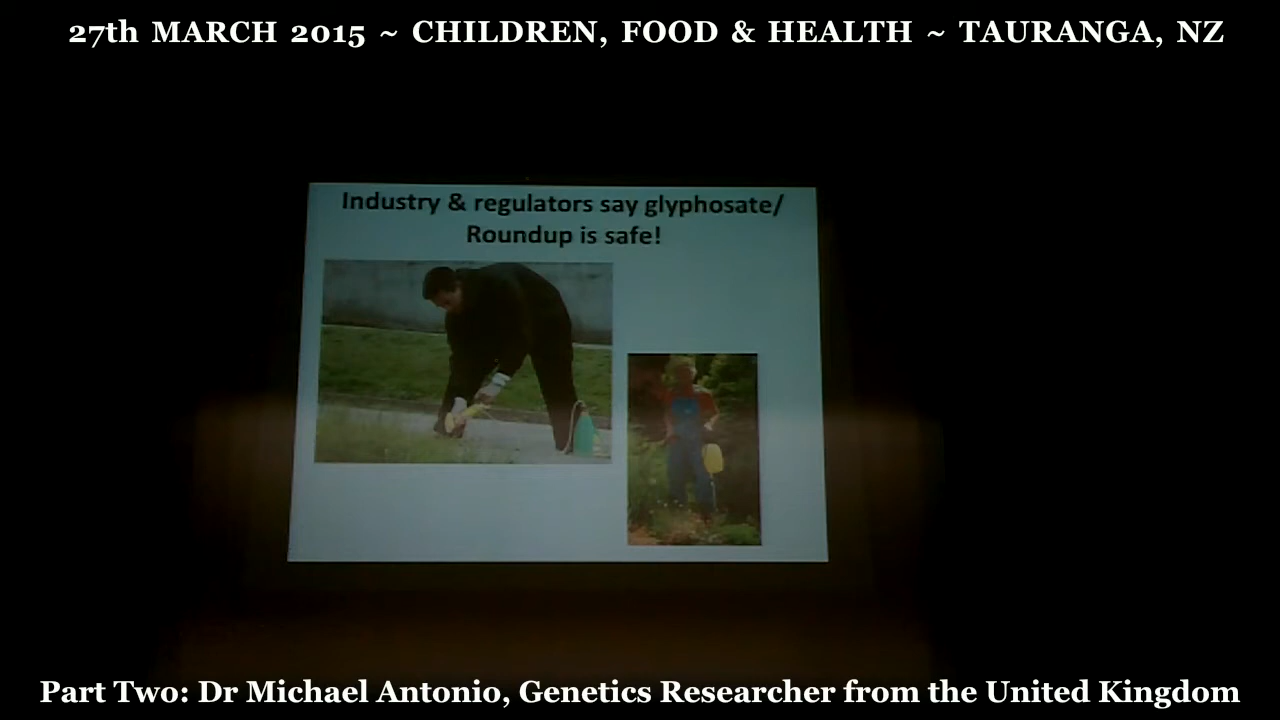 27th MARCH 2015 ~ CHILDREN, FOOD & HEALTH ~ TAURANGA, NZ
Industry & regulators say glyphosate/
Roundup is safe!
Part Two: Dr Michael Antonio, Genetics Researcher from the United Kingdom